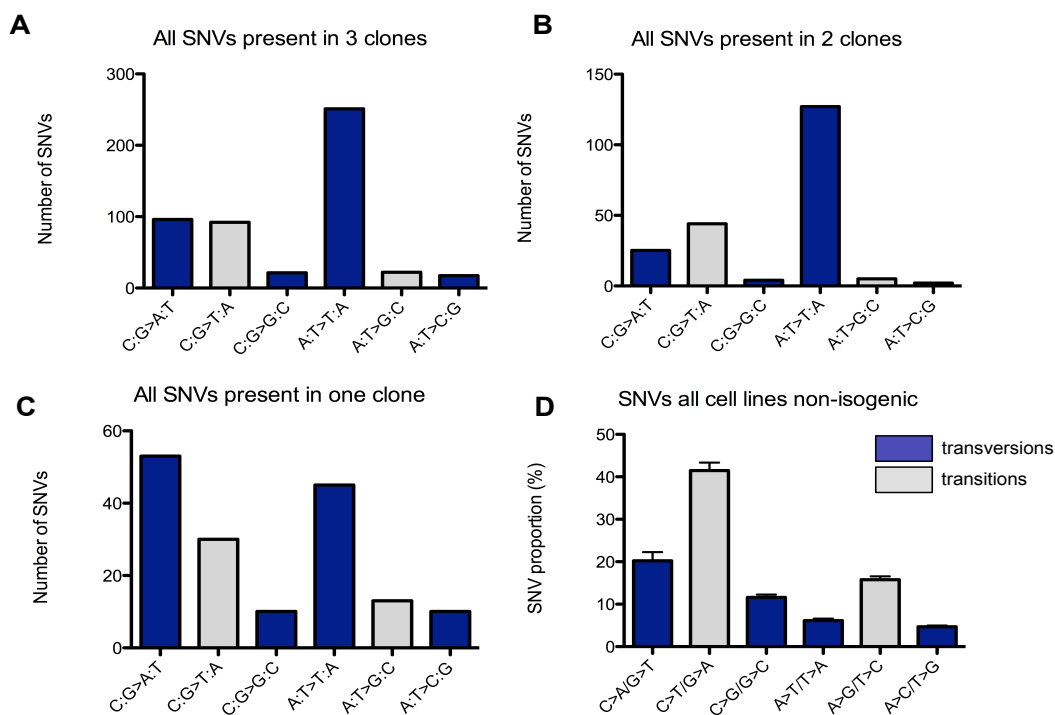 A
All SNVs present in 3 clones
Number of SNVs
300
200
100
0
C:G>A:T
C:G>T:A
C:G>G:C
A:T>T:A
A:T>G:C
A:T>C:G
B
All SNVs present in 2 clones
Number of SNVs
150
100
50
0
C:G>A:T
C:G>T:A
C:G>G:C
A:T>T:A
A:T>G:C
A:T>C:G
C
All SNVs present in one clone
Number of SNVs
60
40
20
0
C:G>A:T
C:G>T:A
C:G>G:C
A:T>T:A
A:T>G:C
A:T>C:G
D
SNVs all cell lines non-isogenic
SNV proportion (%)
50
40
30
20
10
0
transversions
transitions
C>A/G>T
C>T/G>A
C>G/G>C
A>T/T>A
A>G/T>C
A>C/T>G